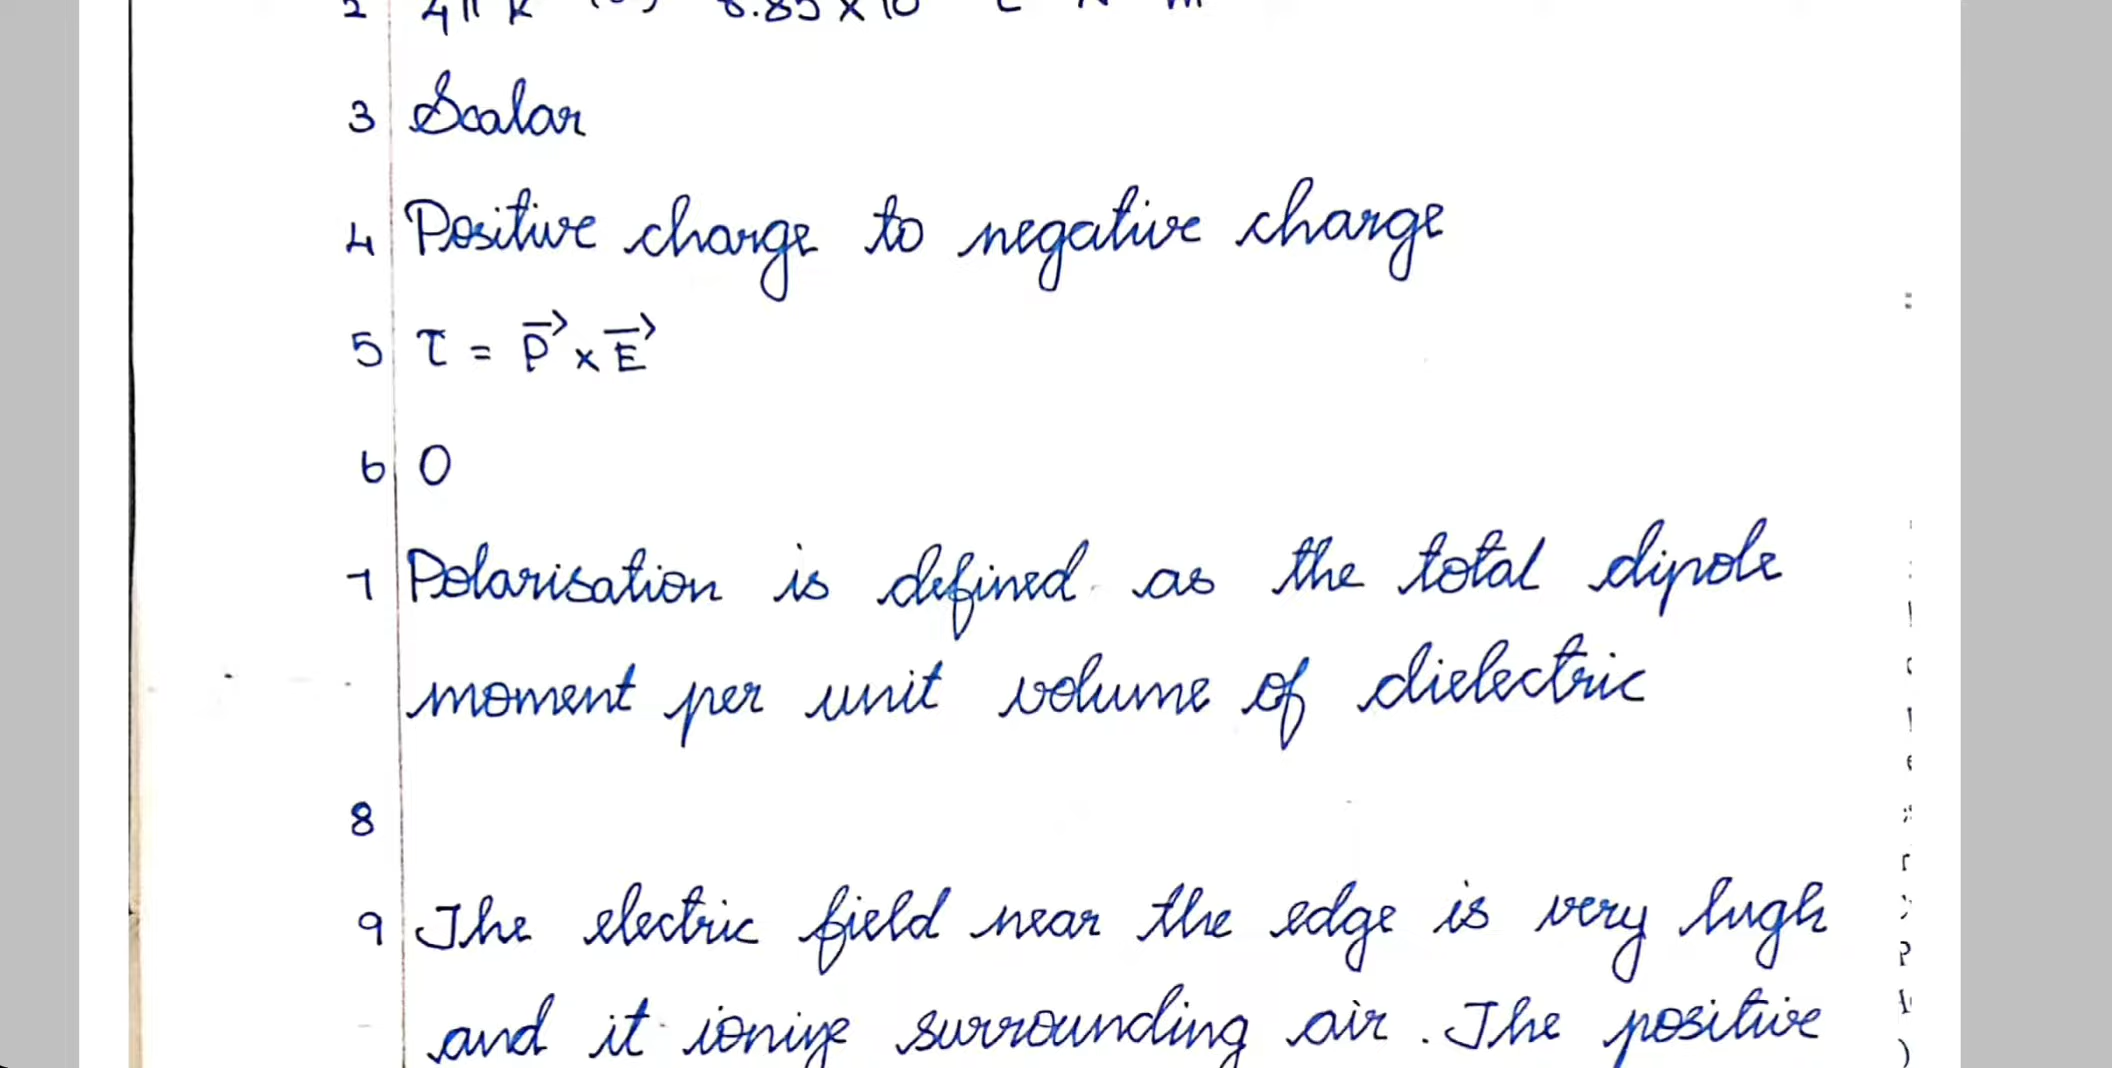 3 Scalar
4 Positive charge to negative charge
5 τ = P⃗ x E⃗
6 0
7 Polarisation is defined as the total dipole
moment per unit volume of dielectric
8
9 The electric field near the edge is very high
and it ionize surrounding air. The positive